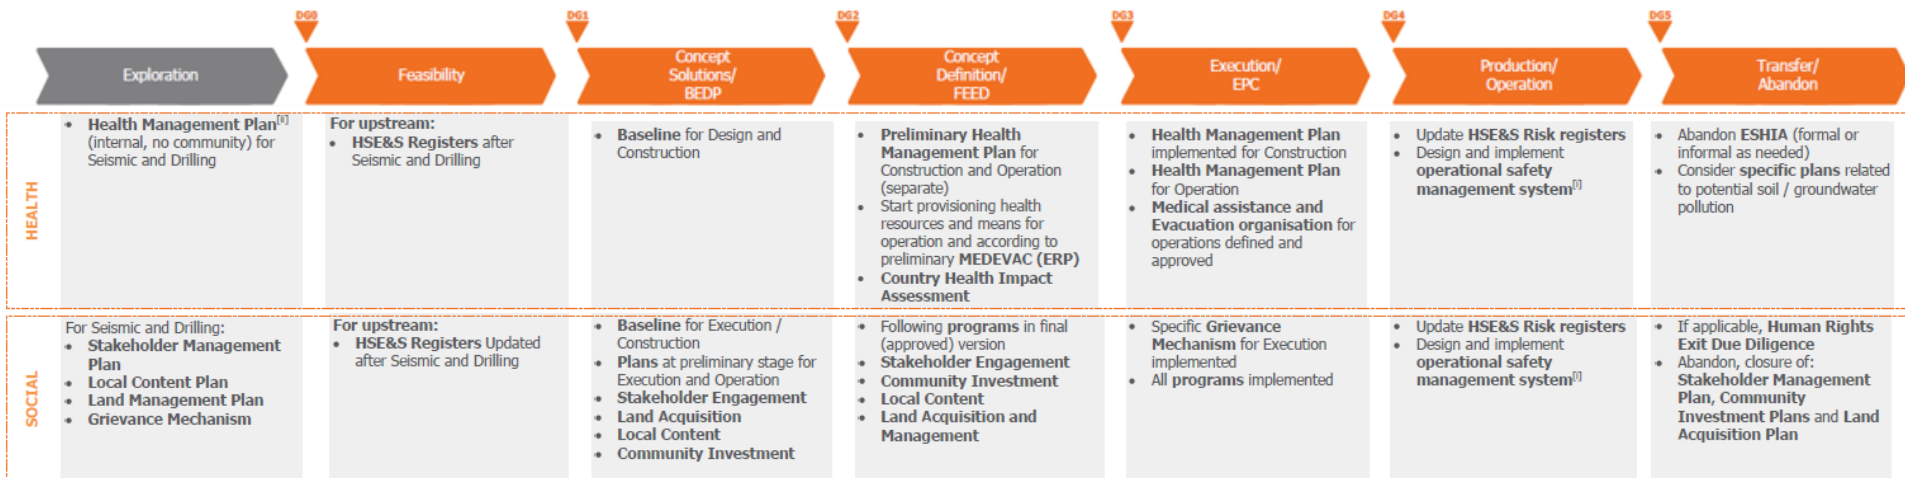 DG0
DG1
DG2
DG3
DG4
DG5
Exploration
Feasibility
Concept
Solutions/
BEDP
Concept
Definition/
FEED
Execution/
EPC
Production/
Operation
Transfer/
Abandon
HEALTH
• Health Management Plan[ii]
(internal, no community) for
Seismic and Drilling
For upstream:
• HSE&S Registers after
Seismic and Drilling
• Baseline for Design and
Construction
• Preliminary Health
Management Plan for
Construction and Operation
(separate)
• Start provisioning health
resources and means for
operation and according to
preliminary MEDEVAC (ERP)
• Country Health Impact
Assessment
• Health Management Plan
implemented for Construction
• Health Management Plan
for Operation
• Medical assistance and
Evacuation organisation for
operations defined and
approved
• Update HSE&S Risk registers
• Design and implement
operational safety
management system[i]
• Abandon ESHIA (formal or
informal as needed)
• Consider specific plans related
to potential soil / groundwater
pollution
SOCIAL
For Seismic and Drilling:
• Stakeholder Management
Plan
• Local Content Plan
• Land Management Plan
• Grievance Mechanism
For upstream:
• HSE&S Registers Updated
after Seismic and Drilling
• Baseline for Execution /
Construction
• Plans at preliminary stage for
Execution and Operation
• Stakeholder Engagement
• Land Acquisition
• Local Content
• Community Investment
• Following programs in final
(approved) version
• Stakeholder Engagement
• Community Investment
• Local Content
• Land Acquisition and
Management
• Specific Grievance
Mechanism for Execution
implemented
• All programs implemented
• Update HSE&S Risk registers
• Design and implement
operational safety
management system[i]
• If applicable, Human Rights
Exit Due Diligence
• Abandon, closure of:
Stakeholder Management
Plan, Community
Investment Plans and Land
Acquisition Plan